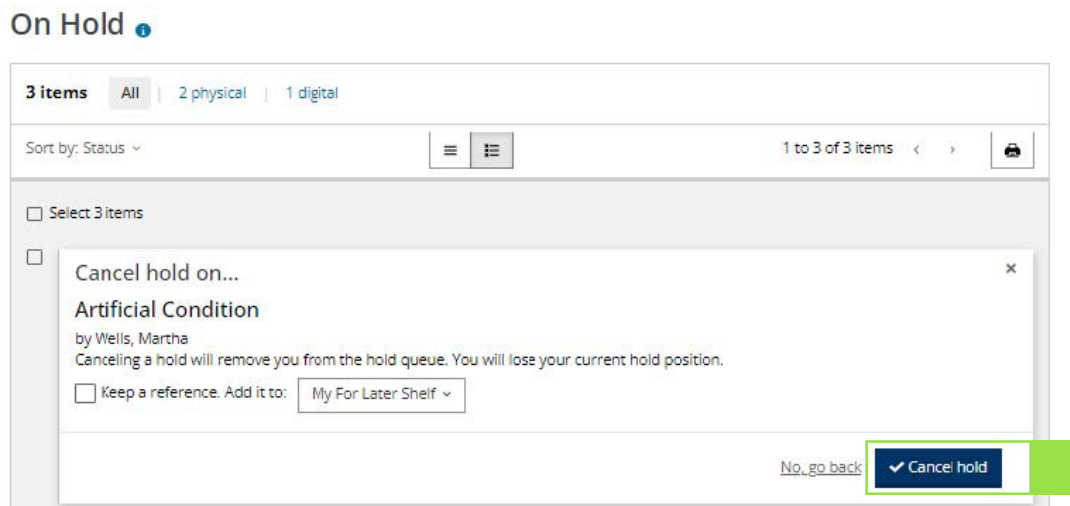 On Hold
3 items All 2 physical 1 digital
Sort by: Status 1 to 3 of 3 items
Select 3 items
Cancel hold on...
Artificial Condition
by Wells, Martha
Canceling a hold will remove you from the hold queue. You will lose your current hold position.
Keep a reference. Add it to: My For Later Shelf
No, go back Cancel hold